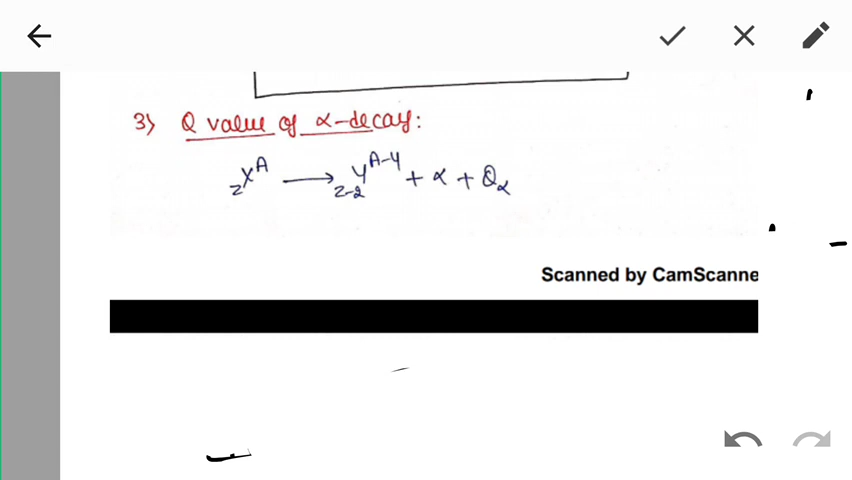 3) Q value of α-decay:
zX^A ⟶ z-2Y^A-4 + α + Qα
Scanned by CamScanne